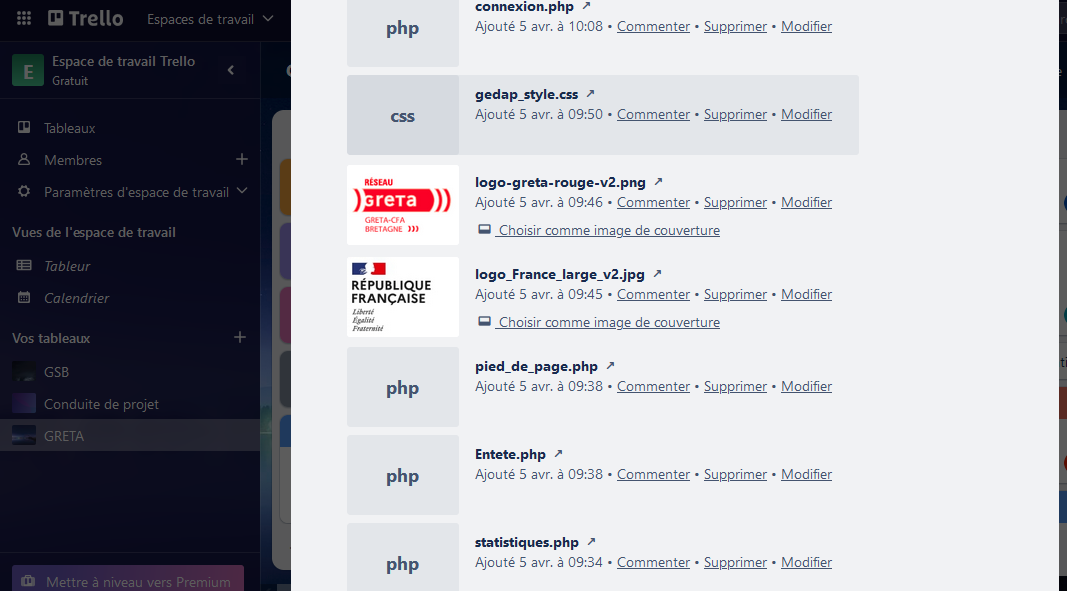 Trello
Espaces de travail
E
Espace de travail Trello
Gratuit
Tableaux
Membres
Paramètres d'espace de travail
Vues de l'espace de travail
Tableur
Calendrier
Vos tableaux
GSB
Conduite de projet
GRETA
Mettre à niveau vers Premium
php
connexion.php
Ajouté 5 avr. à 10:08 • Commenter • Supprimer • Modifier
css
gedap_style.css
Ajouté 5 avr. à 09:50 • Commenter • Supprimer • Modifier
RÉSEAU
GRETA
GRETA-CFA
BRETAGNE
logo-greta-rouge-v2.png
Ajouté 5 avr. à 09:46 • Commenter • Supprimer • Modifier
Choisir comme image de couverture
RÉPUBLIQUE
FRANÇAISE
Liberté
Égalité
Fraternité
logo_France_large_v2.jpg
Ajouté 5 avr. à 09:45 • Commenter • Supprimer • Modifier
Choisir comme image de couverture
php
pied_de_page.php
Ajouté 5 avr. à 09:38 • Commenter • Supprimer • Modifier
php
Entete.php
Ajouté 5 avr. à 09:38 • Commenter • Supprimer • Modifier
php
statistiques.php
Ajouté 5 avr. à 09:34 • Commenter • Supprimer • Modifier